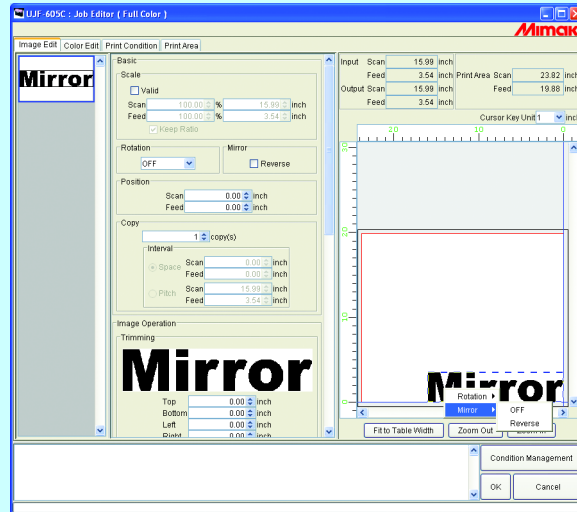 UJF-605C : Job Editor ( Full Color )
Mimaki
Image Edit Color Edit Print Condition Print Area
Mirror
Basic
Scale
Valid
Scan 100.00 % 15.99 inch
Feed 100.00 % 3.54 inch
Keep Ratio
Rotation
OFF
Mirror
Reverse
Position
Scan 0.00 inch
Feed 0.00 inch
Copy
1 copy(s)
Interval
Space
Scan 0.00 inch
Feed 0.00 inch
Pitch
Scan 15.99 inch
Feed 3.54 inch
Image Operation
Trimming
Mirror
Top 0.00 inch
Bottom 0.00 inch
Left 0.00 inch
Right 0.00 inch
Input Scan 15.99 inch
Feed 3.54 inch Print Area Scan 23.82 inch
Output Scan 15.99 inch Feed 19.88 inch
Feed 3.54 inch
Cursor Key Unit 1 inc
20 10 0
30
20
10
0
Mirror
Rotation
Mirror
OFF
Reverse
Fit to Table Width Zoom Out Zoom In
Condition Management
OK Cancel